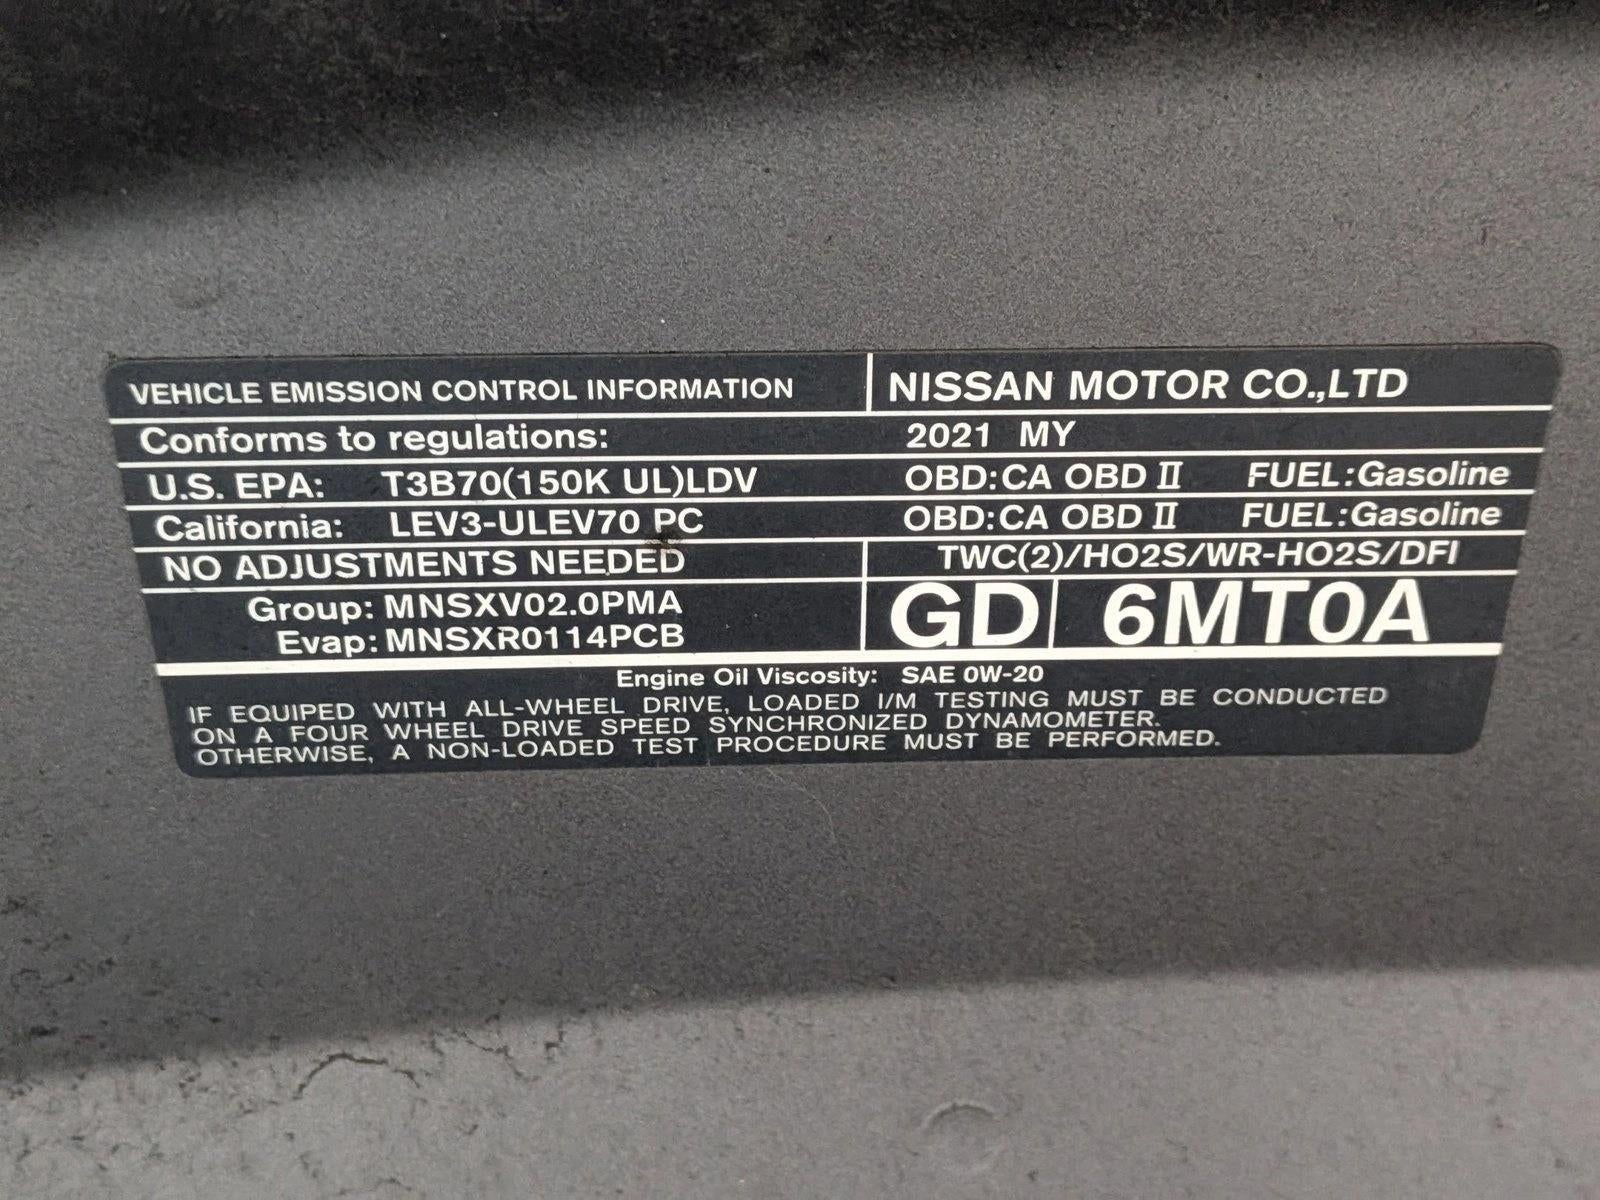 VEHICLE EMISSION CONTROL INFORMATION NISSAN MOTOR CO.,LTD
Conforms to regulations: 2021 MY
U.S. EPA: T3B70(150K UL)LDV OBD:CA OBD II FUEL:Gasoline
California: LEV3-ULEV70 PC OBD:CA OBD II FUEL:Gasoline
NO ADJUSTMENTS NEEDED TWC(2)/HO2S/WR-HO2S/DFI
Group: MNSXV02.0PMA
Evap: MNSXR0114PCB
GD 6MT0A
Engine Oil Viscosity: SAE 0W-20
IF EQUIPED WITH ALL-WHEEL DRIVE, LOADED I/M TESTING MUST BE CONDUCTED
ON A FOUR WHEEL DRIVE SPEED SYNCHRONIZED DYNAMOMETER.
OTHERWISE, A NON-LOADED TEST PROCEDURE MUST BE PERFORMED.